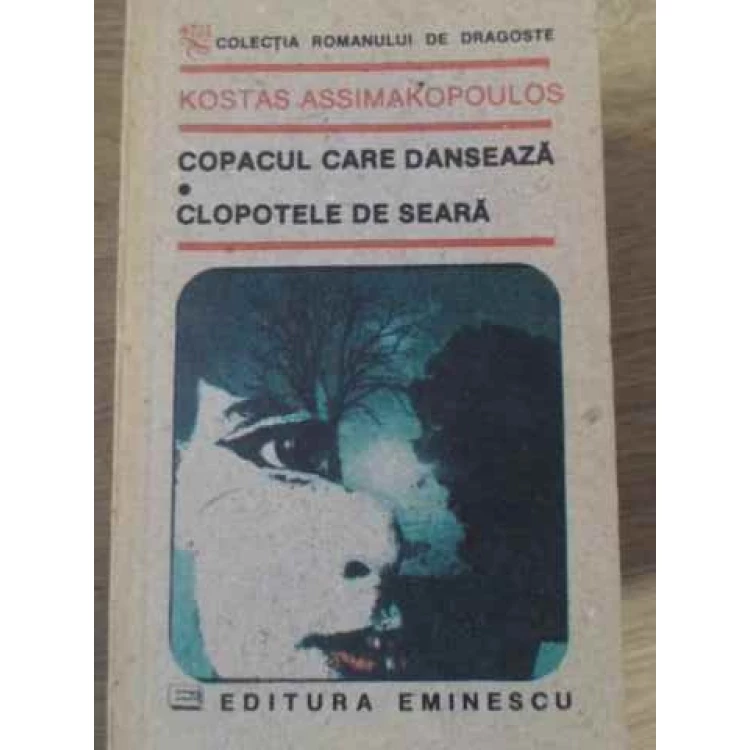 COLECȚIA ROMANULUI DE DRAGOSTE
KOSTAS ASSIMAKOPOULOS
COPACUL CARE DANSEAZĂ
•
CLOPOTELE DE SEARĂ
EDITURA EMINESCU